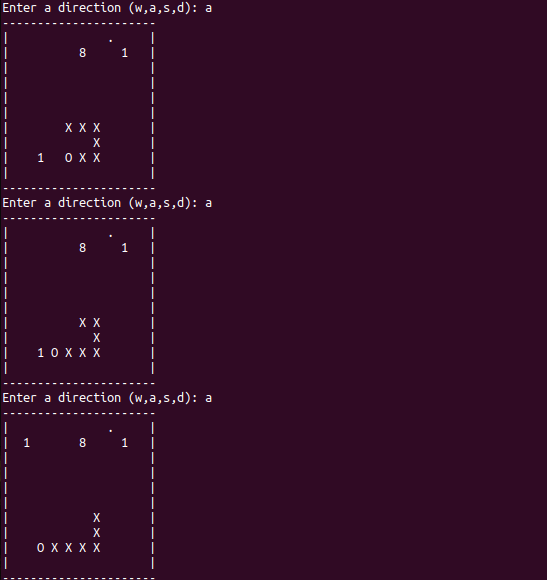 Enter a direction (w,a,s,d): a
----------------------
|              .     |
|          8     1   |
|                    |
|                    |
|                    |
|                    |
|        X X X       |
|            X       |
|    1   O X X       |
|                    |
----------------------
Enter a direction (w,a,s,d): a
----------------------
|              .     |
|          8     1   |
|                    |
|                    |
|                    |
|                    |
|          X X       |
|            X       |
|    1 O X X X       |
|                    |
----------------------
Enter a direction (w,a,s,d): a
----------------------
|              .     |
|  1       8     1   |
|                    |
|                    |
|                    |
|                    |
|            X       |
|            X       |
|    O X X X X       |
|                    |
----------------------